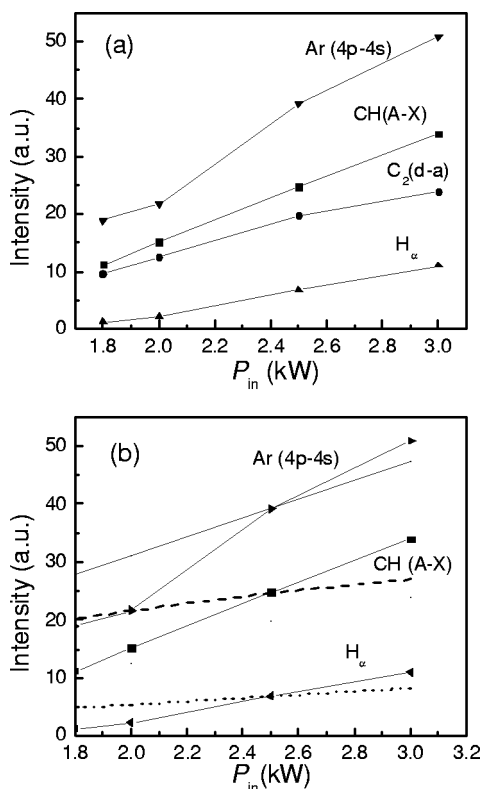 (a)
Ar (4p-4s)
CH(A-X)
C₂(d-a)
Hα
Intensity (a.u.)
50
40
30
20
10
0
1.8 2.0 2.2 2.4 2.6 2.8 3.0
Pin (kW)
(b)
Ar (4p-4s)
CH (A-X)
Hα
Intensity (a.u.)
50
40
30
20
10
0
1.8 2.0 2.2 2.4 2.6 2.8 3.0 3.2
Pin (kW)